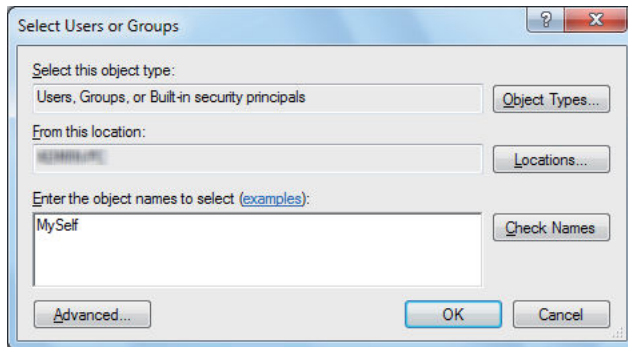 Select Users or Groups
Select this object type:
Users, Groups, or Built-in security principals
Object Types...
From this location:
Locations...
Enter the object names to select (examples):
MySelf
Check Names
Advanced...
OK
Cancel